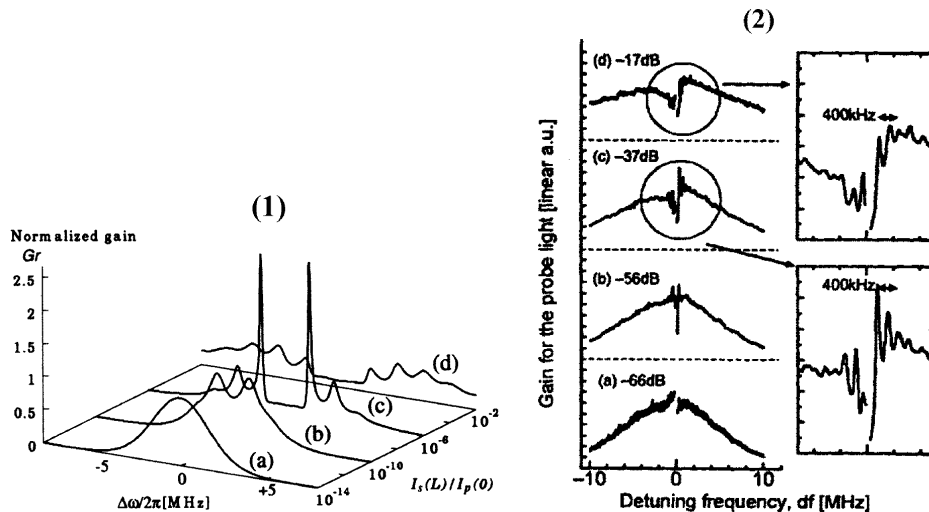 (1)
Normalized gain
Gr
2.5
2
1.5
1
0.5
0
-5
0
+5
Δω/2π[MHz]
10⁻¹⁴
10⁻¹⁰
10⁻⁶
10⁻²
I_s(L)/I_p(0)
(a)
(b)
(c)
(d)
(2)
Gain for the probe light [linear a.u.]
(d) −17dB
(c) −37dB
(b) −56dB
(a) −66dB
−10
0
10
Detuning frequency, df [MHz]
400kHz
400kHz